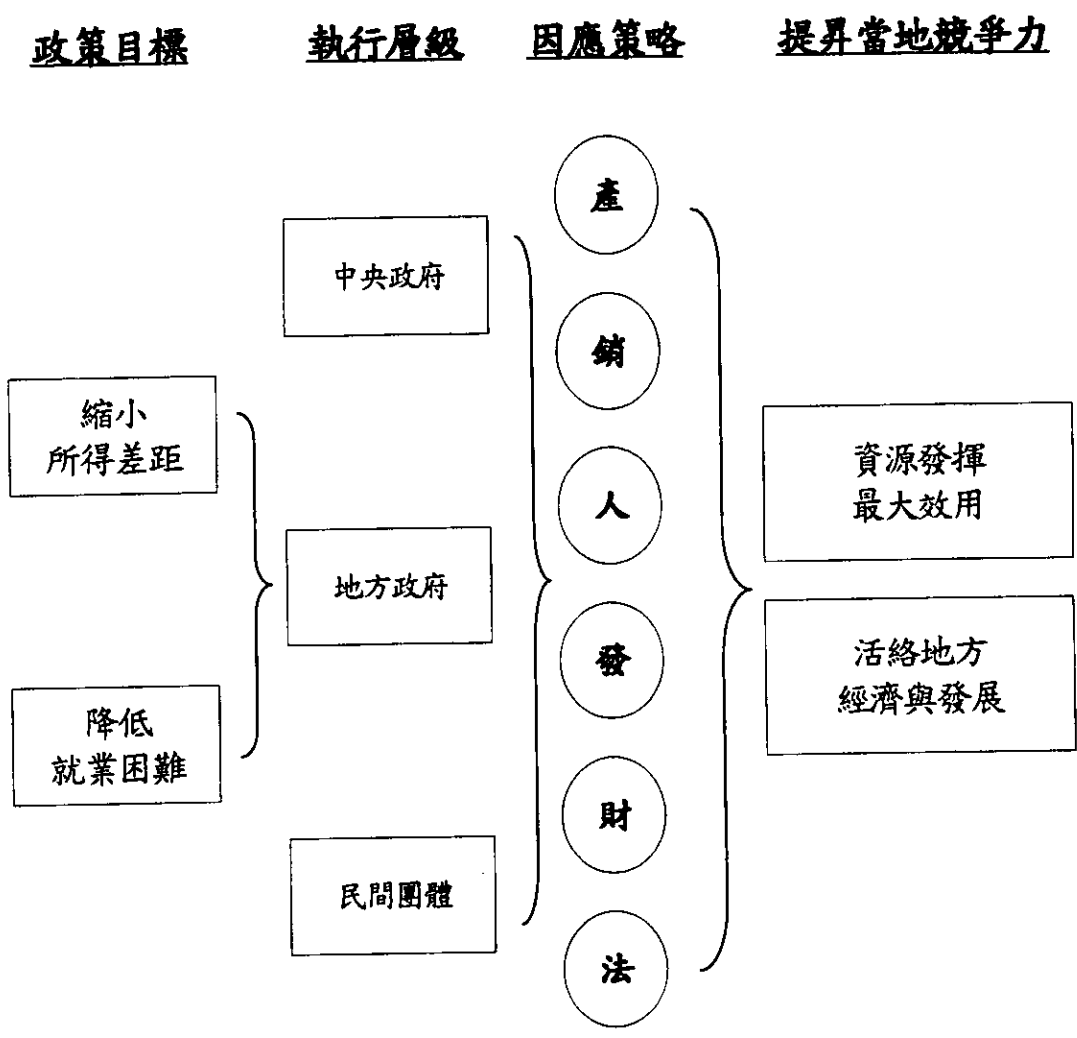 政策目標
執行層級
因應策略
提昇當地競爭力
縮小
所得差距
降低
就業困難
中央政府
地方政府
民間團體
產
銷
人
發
財
法
資源發揮
最大效用
活絡地方
經濟與發展